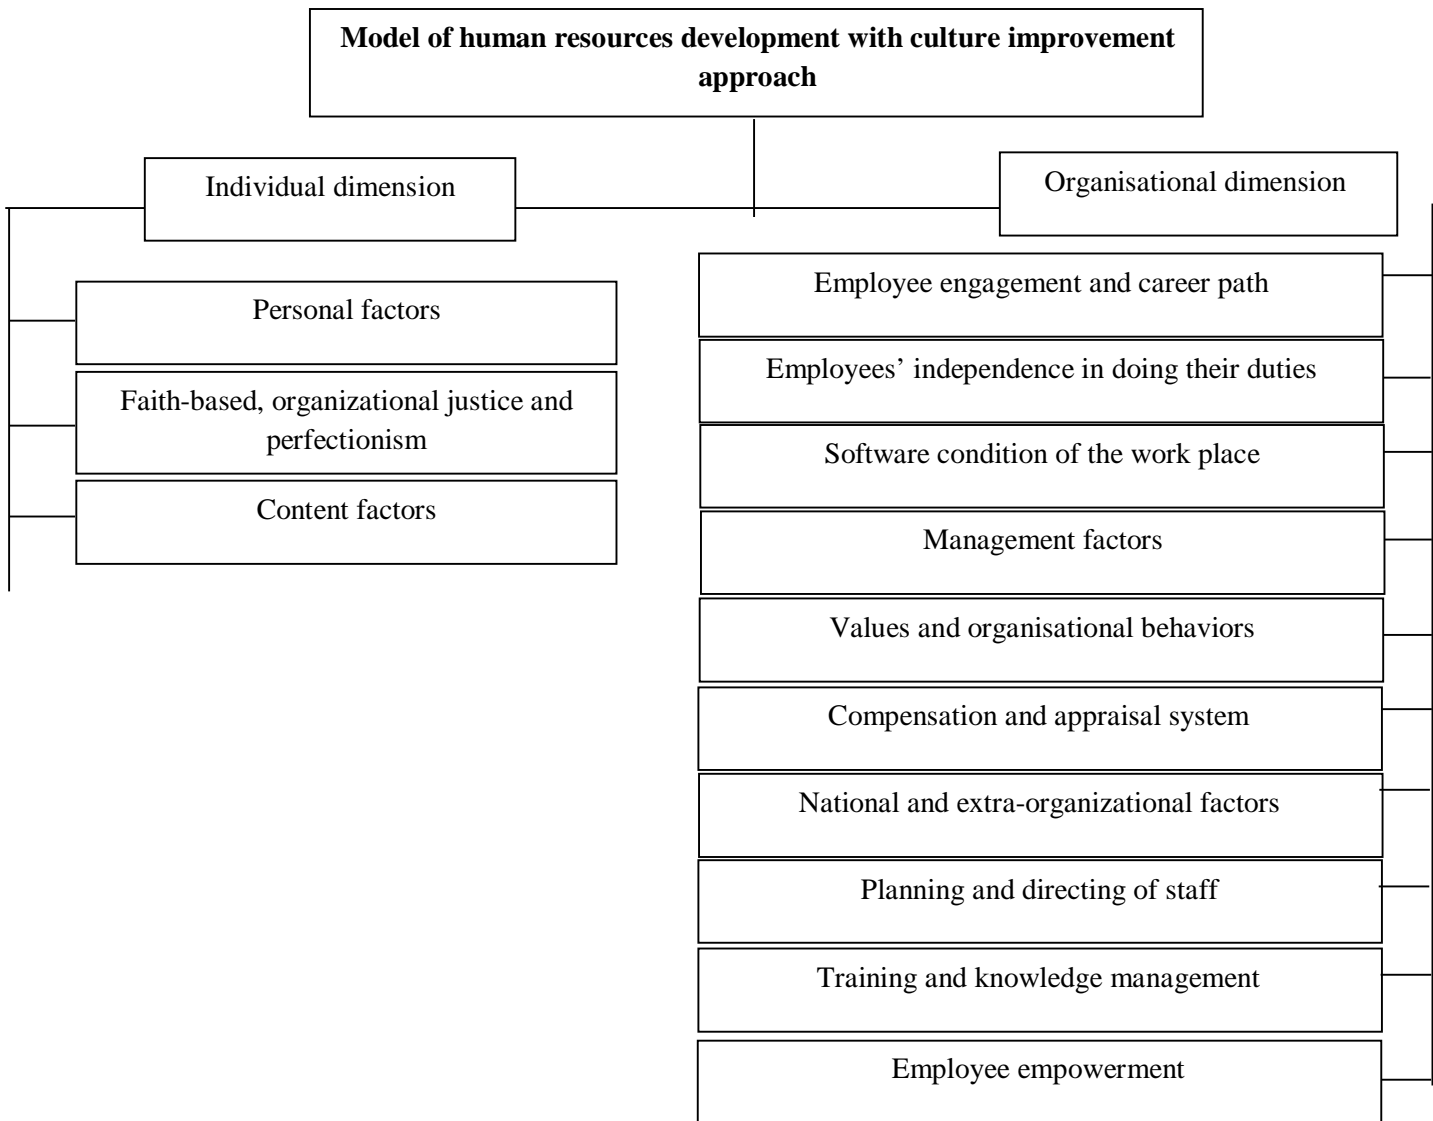 Model of human resources development with culture improvement
approach
Individual dimension
Organisational dimension
Personal factors
Faith-based, organizational justice and
perfectionism
Content factors
Employee engagement and career path
Employees’ independence in doing their duties
Software condition of the work place
Management factors
Values and organisational behaviors
Compensation and appraisal system
National and extra-organizational factors
Planning and directing of staff
Training and knowledge management
Employee empowerment